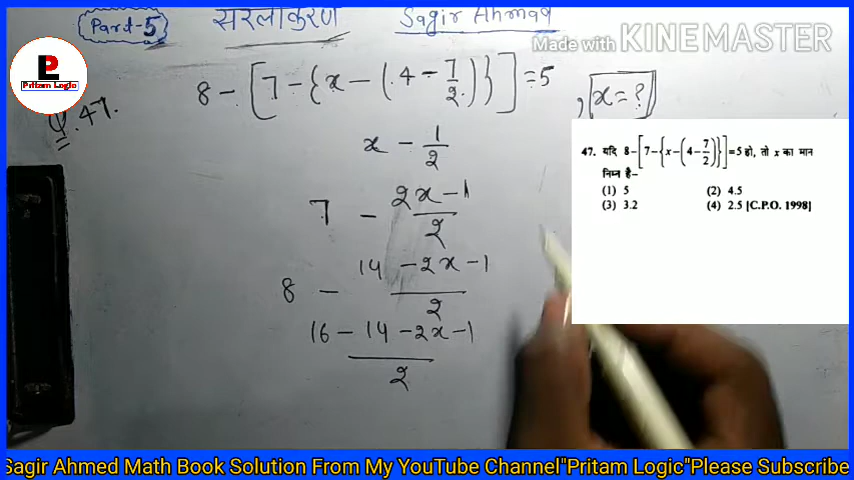 Part-5 सरलीकरण Sagir Ahmad
Made with KINEMASTER
Pritam Logic
Q.47. 8 - [7 - {x - (4 - 7/2)}] = 5, x = ?
x - 1/2
7 - (2x - 1)/2
8 - (14 - 2x - 1)/2
(16 - 14 - 2x - 1)/2
47. यदि 8-[7-{x-(4-7/2)}]=5 हो, तो x का मान
निम्न है-
(1) 5 (2) 4.5
(3) 3.2 (4) 2.5 [C.P.O. 1998]
Sagir Ahmed Math Book Solution From My YouTube Channel"Pritam Logic"Please Subscribe